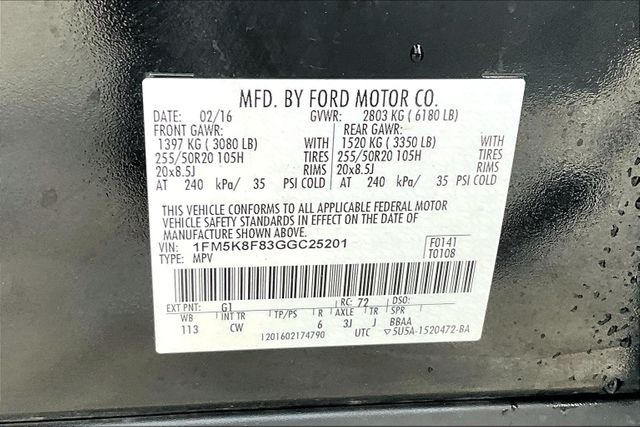 MFD. BY FORD MOTOR CO.
DATE: 02/16 GVWR: 2803 KG ( 6180 LB)
FRONT GAWR: REAR GAWR:
1397 KG ( 3080 LB) WITH 1520 KG ( 3350 LB) WITH
255/50R20 105H TIRES 255/50R20 105H TIRES
20x8.5J RIMS 20x8.5J RIMS
AT 240 kPa/ 35 PSI COLD AT 240 kPa/ 35 PSI COLD
THIS VEHICLE CONFORMS TO ALL APPLICABLE FEDERAL MOTOR
VEHICLE SAFETY STANDARDS IN EFFECT ON THE DATE OF
MANUFACTURE SHOWN ABOVE.
VIN: 1FM5K8F83GGC25201 F0141
TYPE: MPV T0108
EXT PNT: G1 RC: 72 DSO:
WB INT TR TP/PS R AXLE TR SPR
113 CW 6 3J J BBAA
1201602174790 UTC ▽5U5A-1520472-BA